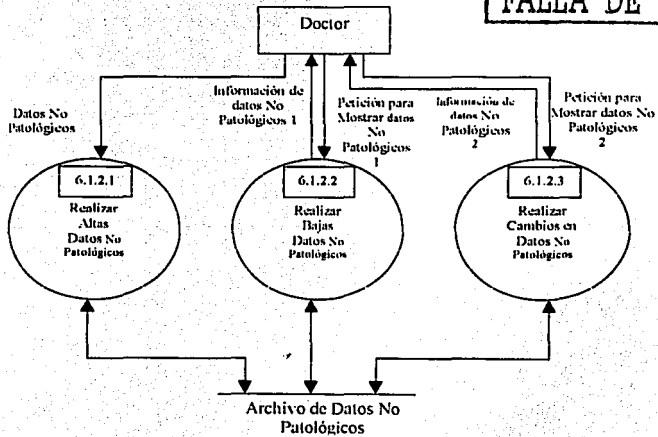 FALLA DE
Doctor
Datos No
Patológicos
Información de
datos No
Patológicos 1
Petición para
Mostrar datos
No
Patológicos
1
Información de
datos No
Patológicos
2
Petición para
Mostrar datos No
Patológicos
2
6.1.2.1
Realizar
Altas
Datos No
Patológicos
6.1.2.2
Realizar
Bajas
Datos No
Patológicos
6.1.2.3
Realizar
Cambios en
Datos No
Patológicos
Archivo de Datos No
Patológicos